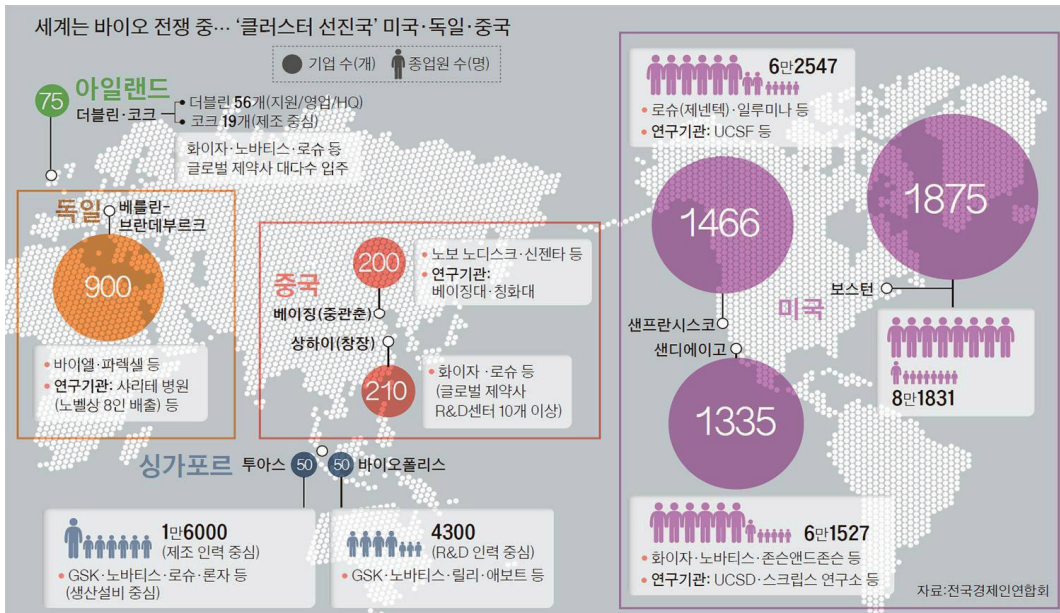 세계는 바이오 전쟁 중… ‘클러스터 선진국’ 미국·독일·중국
기업 수(개) 종업원 수(명)
75
아일랜드
더블린·코크
• 더블린 56개(지원/영업/HQ)
• 코크 19개(제조 중심)
화이자·노바티스·로슈 등
글로벌 제약사 대다수 입주
독일
베를린-
브란데부르크
900
• 바이엘·파렉셀 등
• 연구기관: 사리테 병원
(노벨상 8인 배출) 등
중국
200
베이징(중관춘)
• 노보 노디스크·신젠타 등
• 연구기관:
베이징대·칭화대
상하이(창장)
210
• 화이자 ·로슈 등
(글로벌 제약사
R&D센터 10개 이상)
싱가포르
투아스 50
50 바이오폴리스
1만6000
(제조 인력 중심)
• GSK·노바티스·로슈·론자 등
(생산설비 중심)
4300
(R&D 인력 중심)
• GSK·노바티스·릴리·애보트 등
미국
6만2547
• 로슈(제넨텍)·일루미나 등
• 연구기관: UCSF 등
1466
샌프란시스코
1875
보스턴
8만1831
샌디에이고
1335
6만1527
• 화이자·노바티스·존슨앤드존슨 등
• 연구기관: UCSD·스크립스 연구소 등
자료:전국경제인연합회